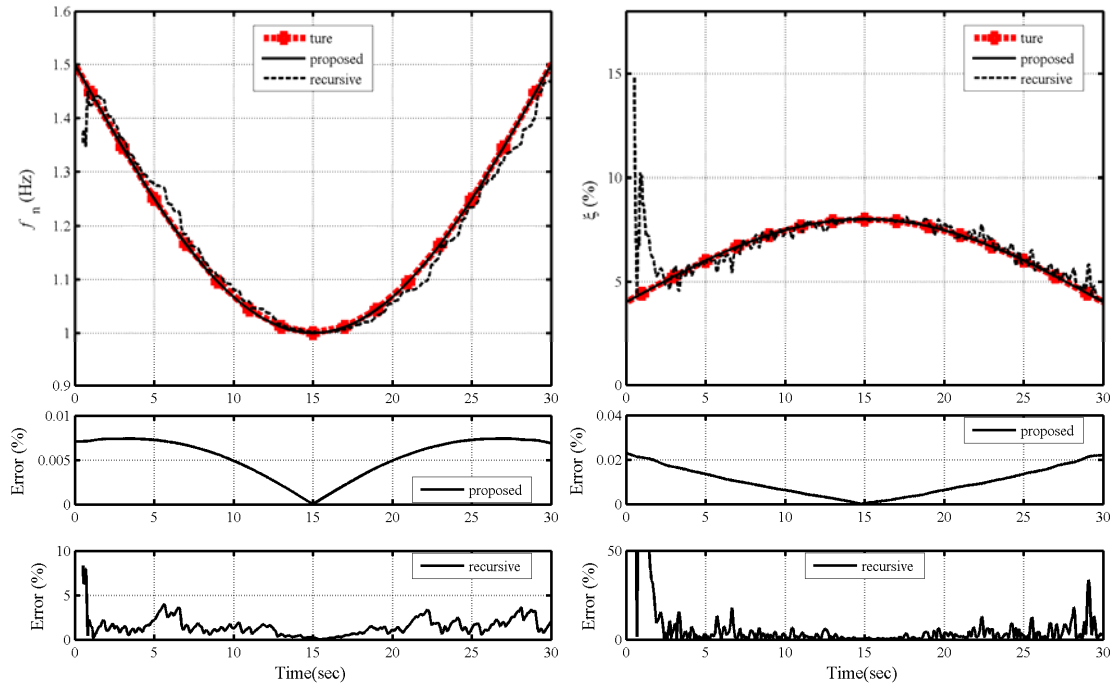 1.6
1.5
1.4
1.3
1.2
1.1
1
0.9
f n (Hz)
ture
proposed
recursive
0 5 10 15 20 25 30
15
10
5
0
ξ (%)
ture
proposed
recursive
0 5 10 15 20 25 30
0.01
0.005
0
Error (%)
proposed
0 5 10 15 20 25 30
0.04
0.02
0
Error (%)
proposed
0 5 10 15 20 25 30
10
5
0
Error (%)
recursive
0 5 10 15 20 25 30
Time(sec)
50
0
Error (%)
recursive
0 5 10 15 20 25 30
Time(sec)